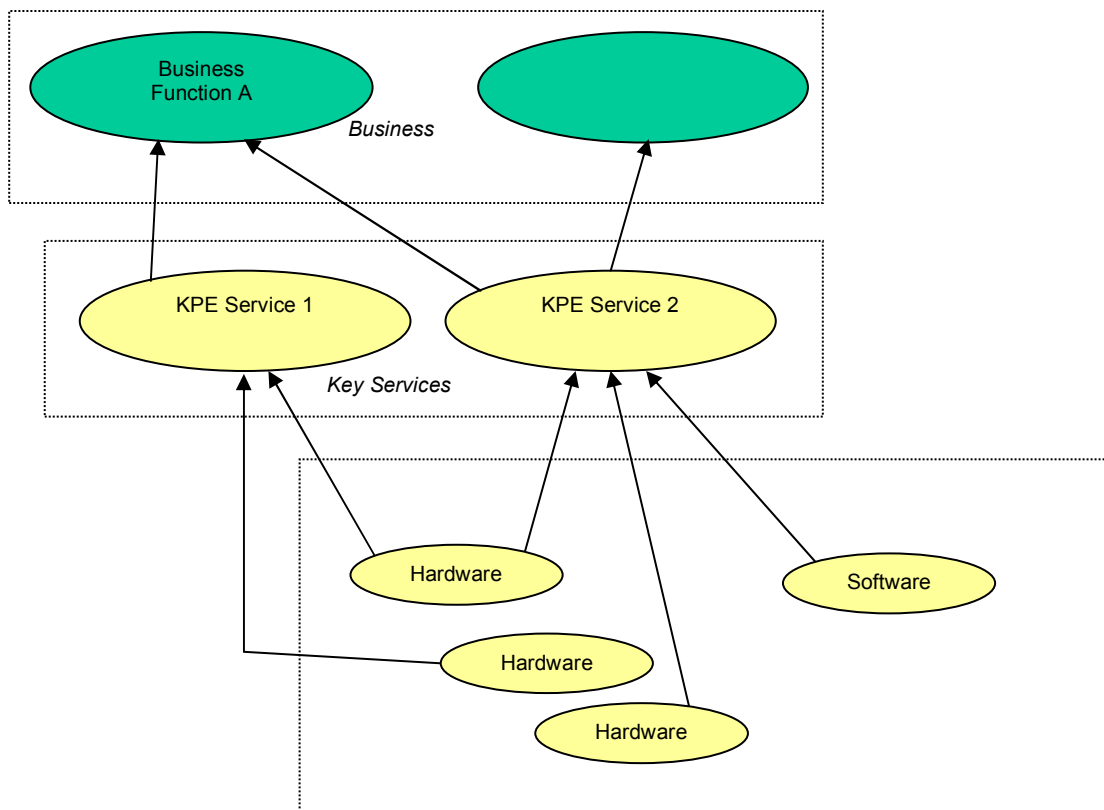 Business
Function A
Business
KPE Service 1
KPE Service 2
Key Services
Hardware
Software
Hardware
Hardware